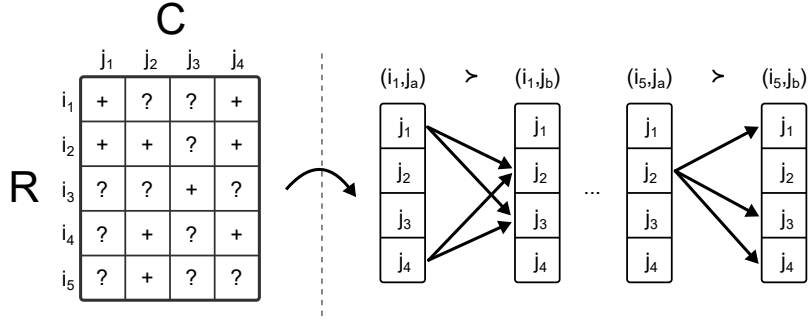 C
j1 j2 j3 j4
R
i1 + ? ? +
i2 + + ? +
i3 ? ? + ?
i4 ? + ? +
i5 ? + ? ?
(i1,ja) ≻ (i1,jb)
j1 j1
j2 j2
j3 j3
j4 j4
...
(i5,ja) ≻ (i5,jb)
j1 j1
j2 j2
j3 j3
j4 j4